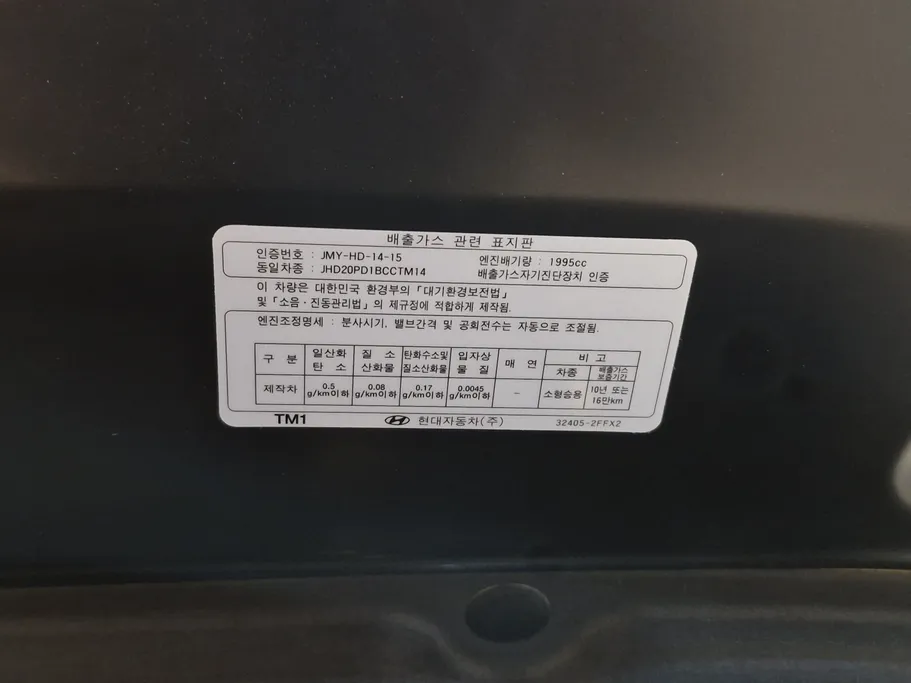 배출가스 관련 표지판
인증번호 : JMY-HD-14-15 엔진배기량 : 1995cc
동일차종 : JHD20PD1BCCTM14 배출가스자기진단장치 인증
이 차량은 대한민국 환경부의「대기환경보전법」
및「소음·진동관리법」의 제규정에 적합하게 제작됨.
엔진조정명세 : 분사시기, 밸브간격 및 공회전수는 자동으로 조절됨.
구 분 일산화탄 소 질 소산화물 탄화수소및질소산화물 입자상물 질 매 연 비 고
차종 배출가스보증기간
제작차 0.5g/km이하 0.08g/km이하 0.17g/km이하 0.0045g/km이하 - 소형승용 10년 또는16만km
TM1 현대자동차(주) 32405-2FFX2